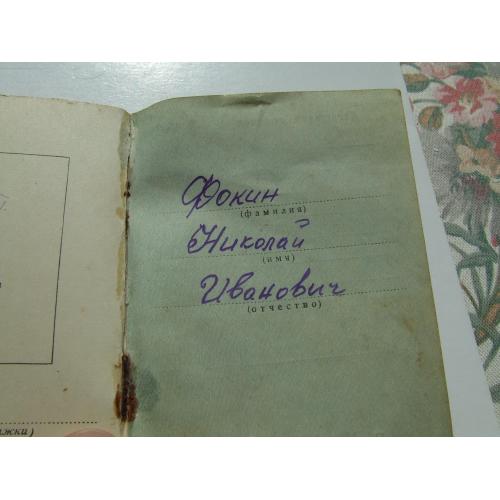 Фокин
(фамилия)
Николай
(имя)
Иванович
(отчество)